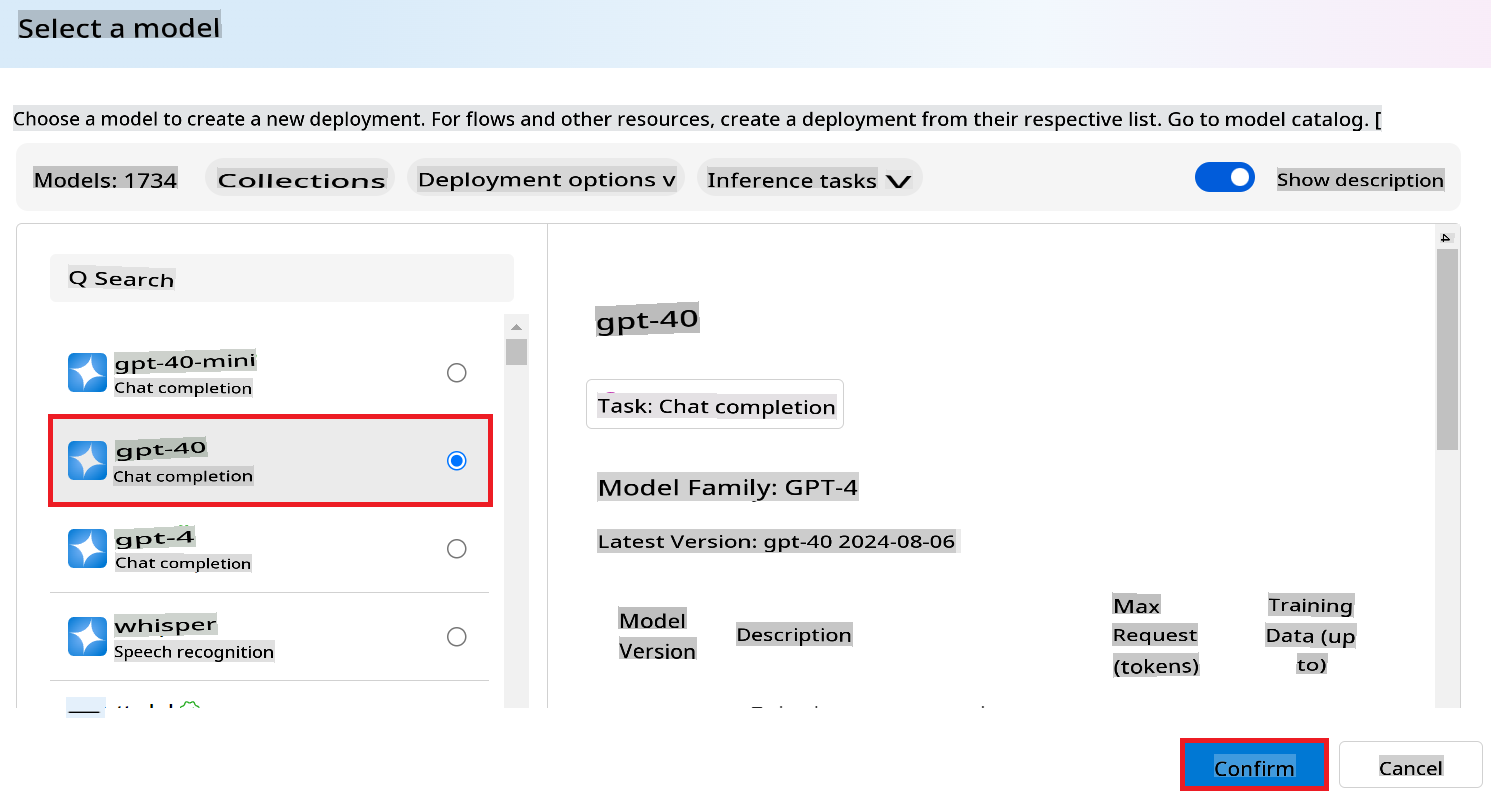 Select a model
Choose a model to create a new deployment. For flows and other resources, create a deployment from their respective list. Go to model catalog. [
Models: 1734
Collections
Deployment options v
Inference tasks V
Show description
Q Search
gpt-40-mini
Chat completion
gpt-40
Chat completion
gpt-4
Chat completion
whisper
Speech recognition
4
gpt-40
Task: Chat completion
Model Family: GPT-4
Latest Version: gpt-40 2024-08-06
Model
Version
Description
Max
Request
(tokens)
Training
Data (up
to)
Confirm
Cancel